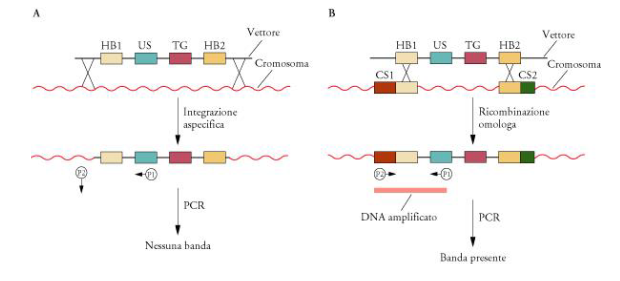 A
Vettore
HB1 US TG HB2
Cromosoma
Integrazione
aspecifica
P2
P1
PCR
Nessuna banda
B
Vettore
HB1 US TG HB2
Cromosoma
CS1
CS2
Ricombinazione
omologa
P2
P1
DNA amplificato
PCR
Banda presente